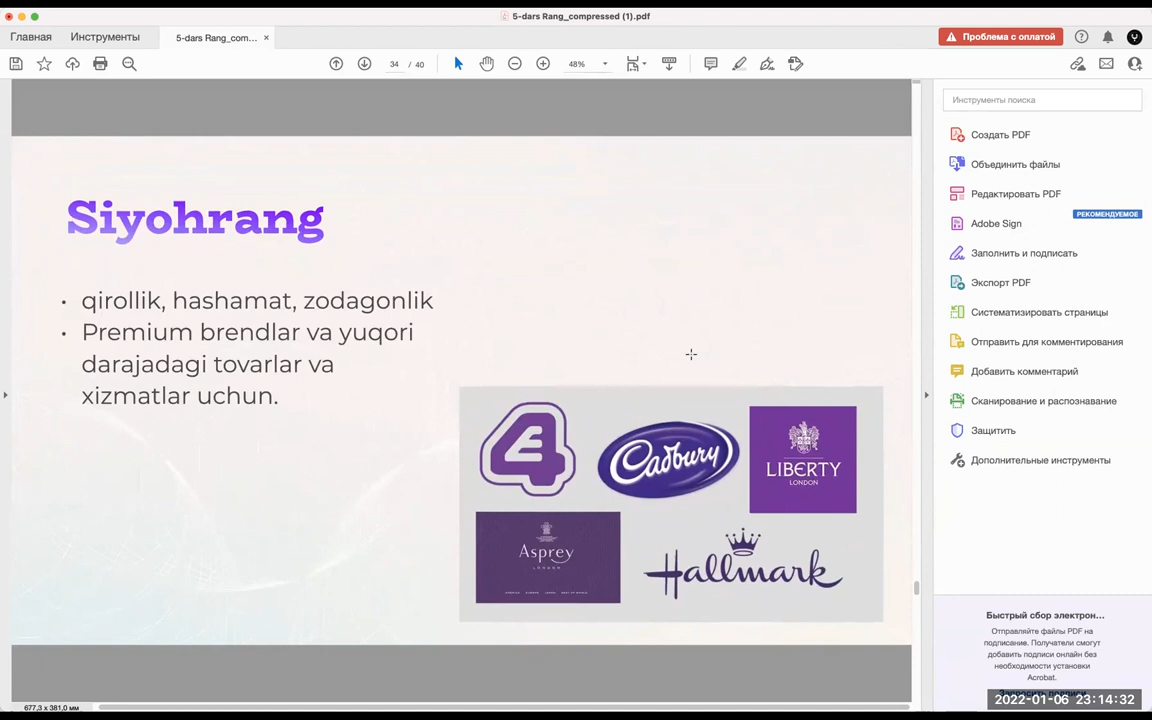 5-dars Rang_compressed (1).pdf
Главная Инструменты 5-dars Rang_com... × Проблема с оплатой
34 / 40 48%
Инструменты поиска
Создать PDF
Объединить файлы
Редактировать PDF
РЕКОМЕНДУЕМОЕ
Adobe Sign
Заполнить и подписать
Экспорт PDF
Систематизировать страницы
Отправить для комментирования
Добавить комментарий
Сканирование и распознавание
Защитить
Дополнительные инструменты
Siyohrang
• qirollik, hashamat, zodagonlik
• Premium brendlar va yuqori
darajadagi tovarlar va
xizmatlar uchun.
4
Cadbury
LIBERTY
LONDON
Asprey
LONDON
Hallmark
Быстрый сбор электрон...
Отправляйте файлы PDF на
подписание. Получатели смогут
добавить подписи онлайн без
необходимости установки
Acrobat.
Запросить подписи
2022-01-06 23:14:32
677,3 x 381,0 мм